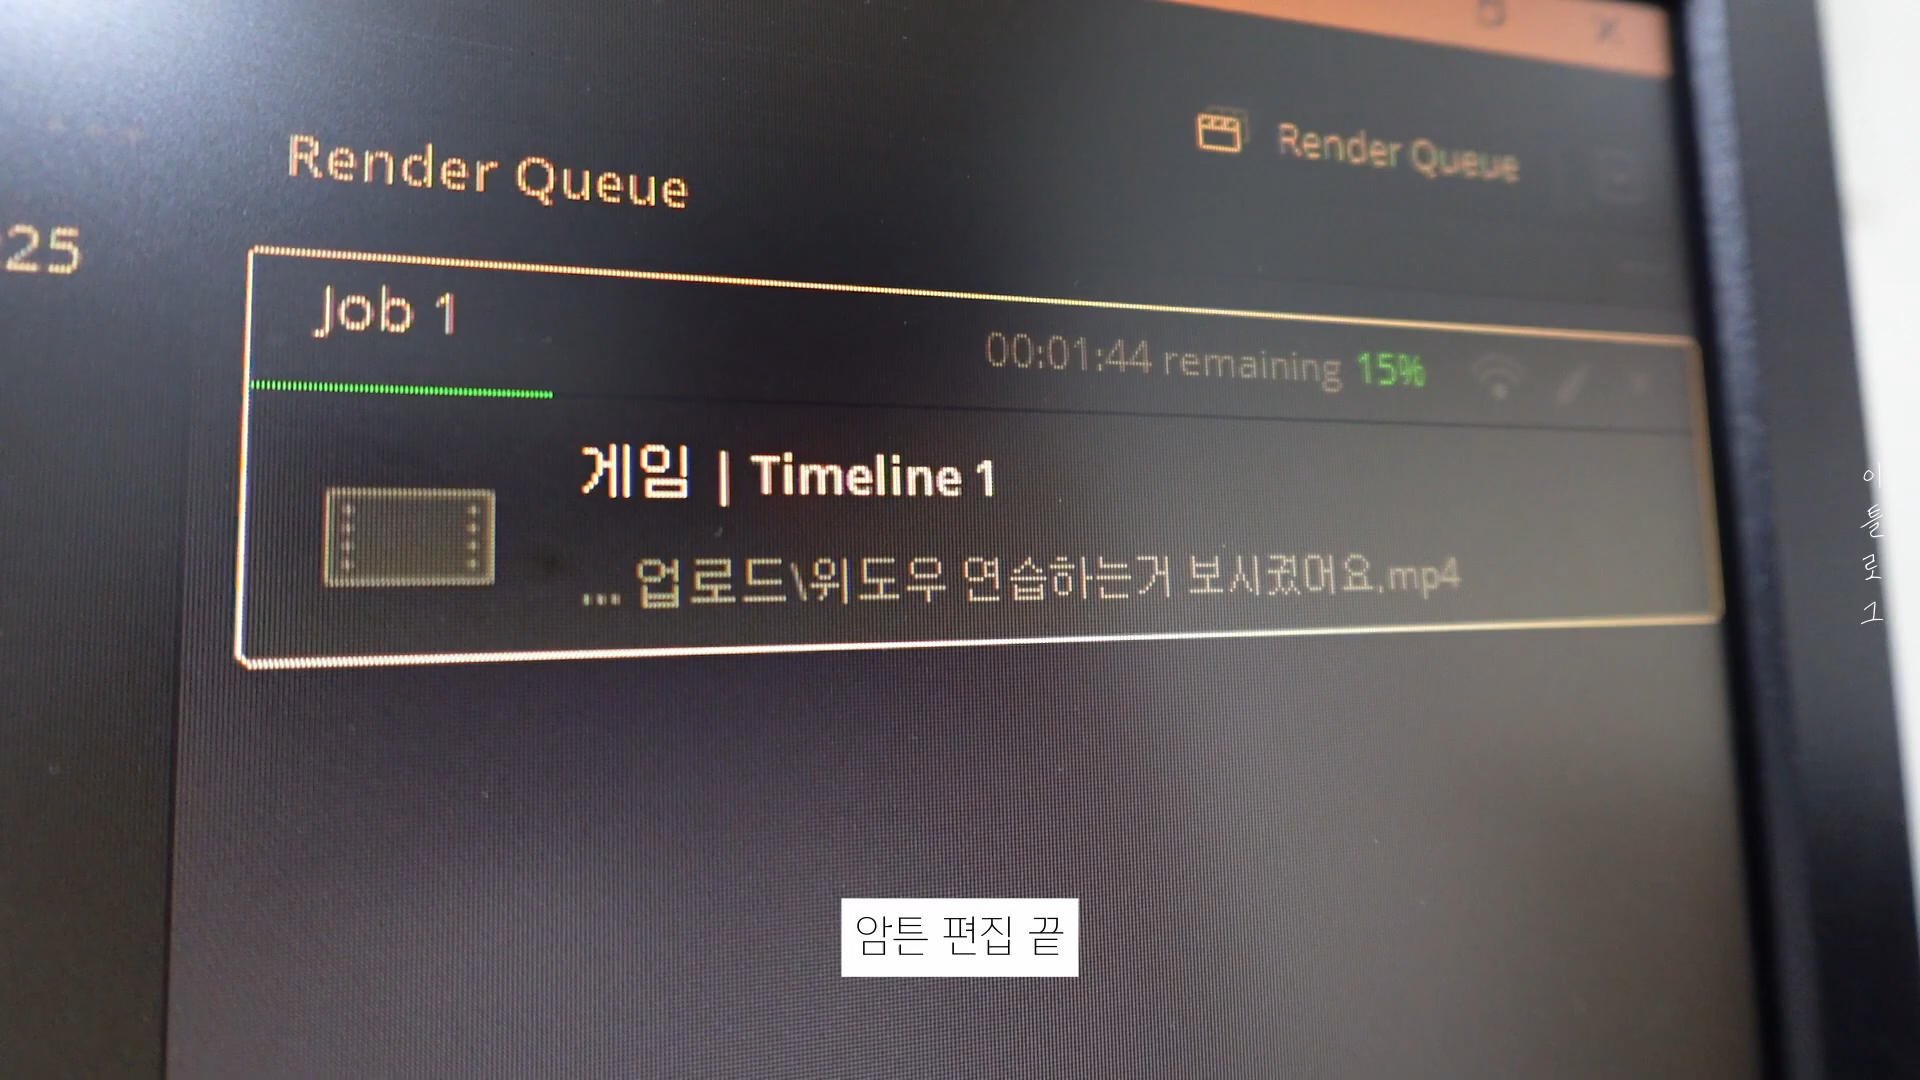 Render Queue
Render Queue
25
Job 1
00:01:44 remaining 15%
게임 | Timeline 1
... 업로드\위도우 연습하는거 보시겼어요.mp4
암튼 편집 끝
이틀로그